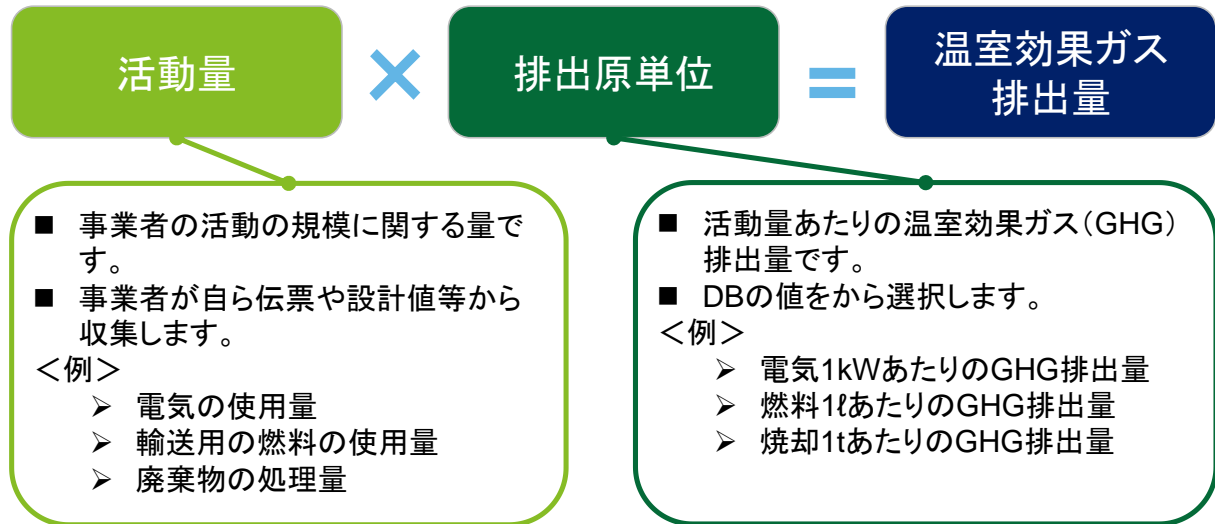 活動量
×
排出原単位
=
温室効果ガス
排出量
■ 事業者の活動の規模に関する量で
す。
■ 事業者が自ら伝票や設計値等から
収集します。
＜例＞
➢ 電気の使用量
➢ 輸送用の燃料の使用量
➢ 廃棄物の処理量
■ 活動量あたりの温室効果ガス（GHG）
排出量です。
■ DBの値をから選択します。
＜例＞
➢ 電気1kWあたりのGHG排出量
➢ 燃料1ℓあたりのGHG排出量
➢ 焼却1tあたりのGHG排出量